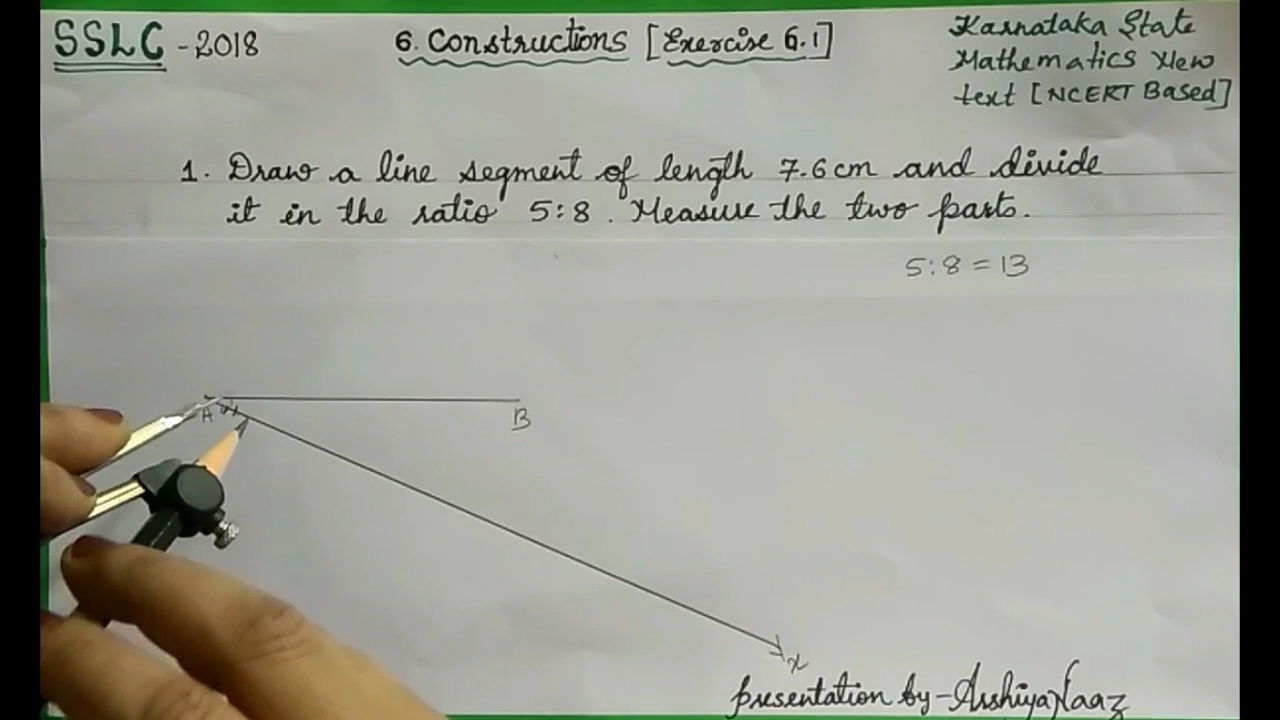 SSLC - 2018
6. Constructions [Exercise 6.1]
Karnataka State
Mathematics New
text [NCERT Based]
1. Draw a line segment of length 7.6 cm and divide
it in the ratio 5:8. Measure the two parts.
5:8 = 13
A
B
x
presentation by - Arshiya Naaz